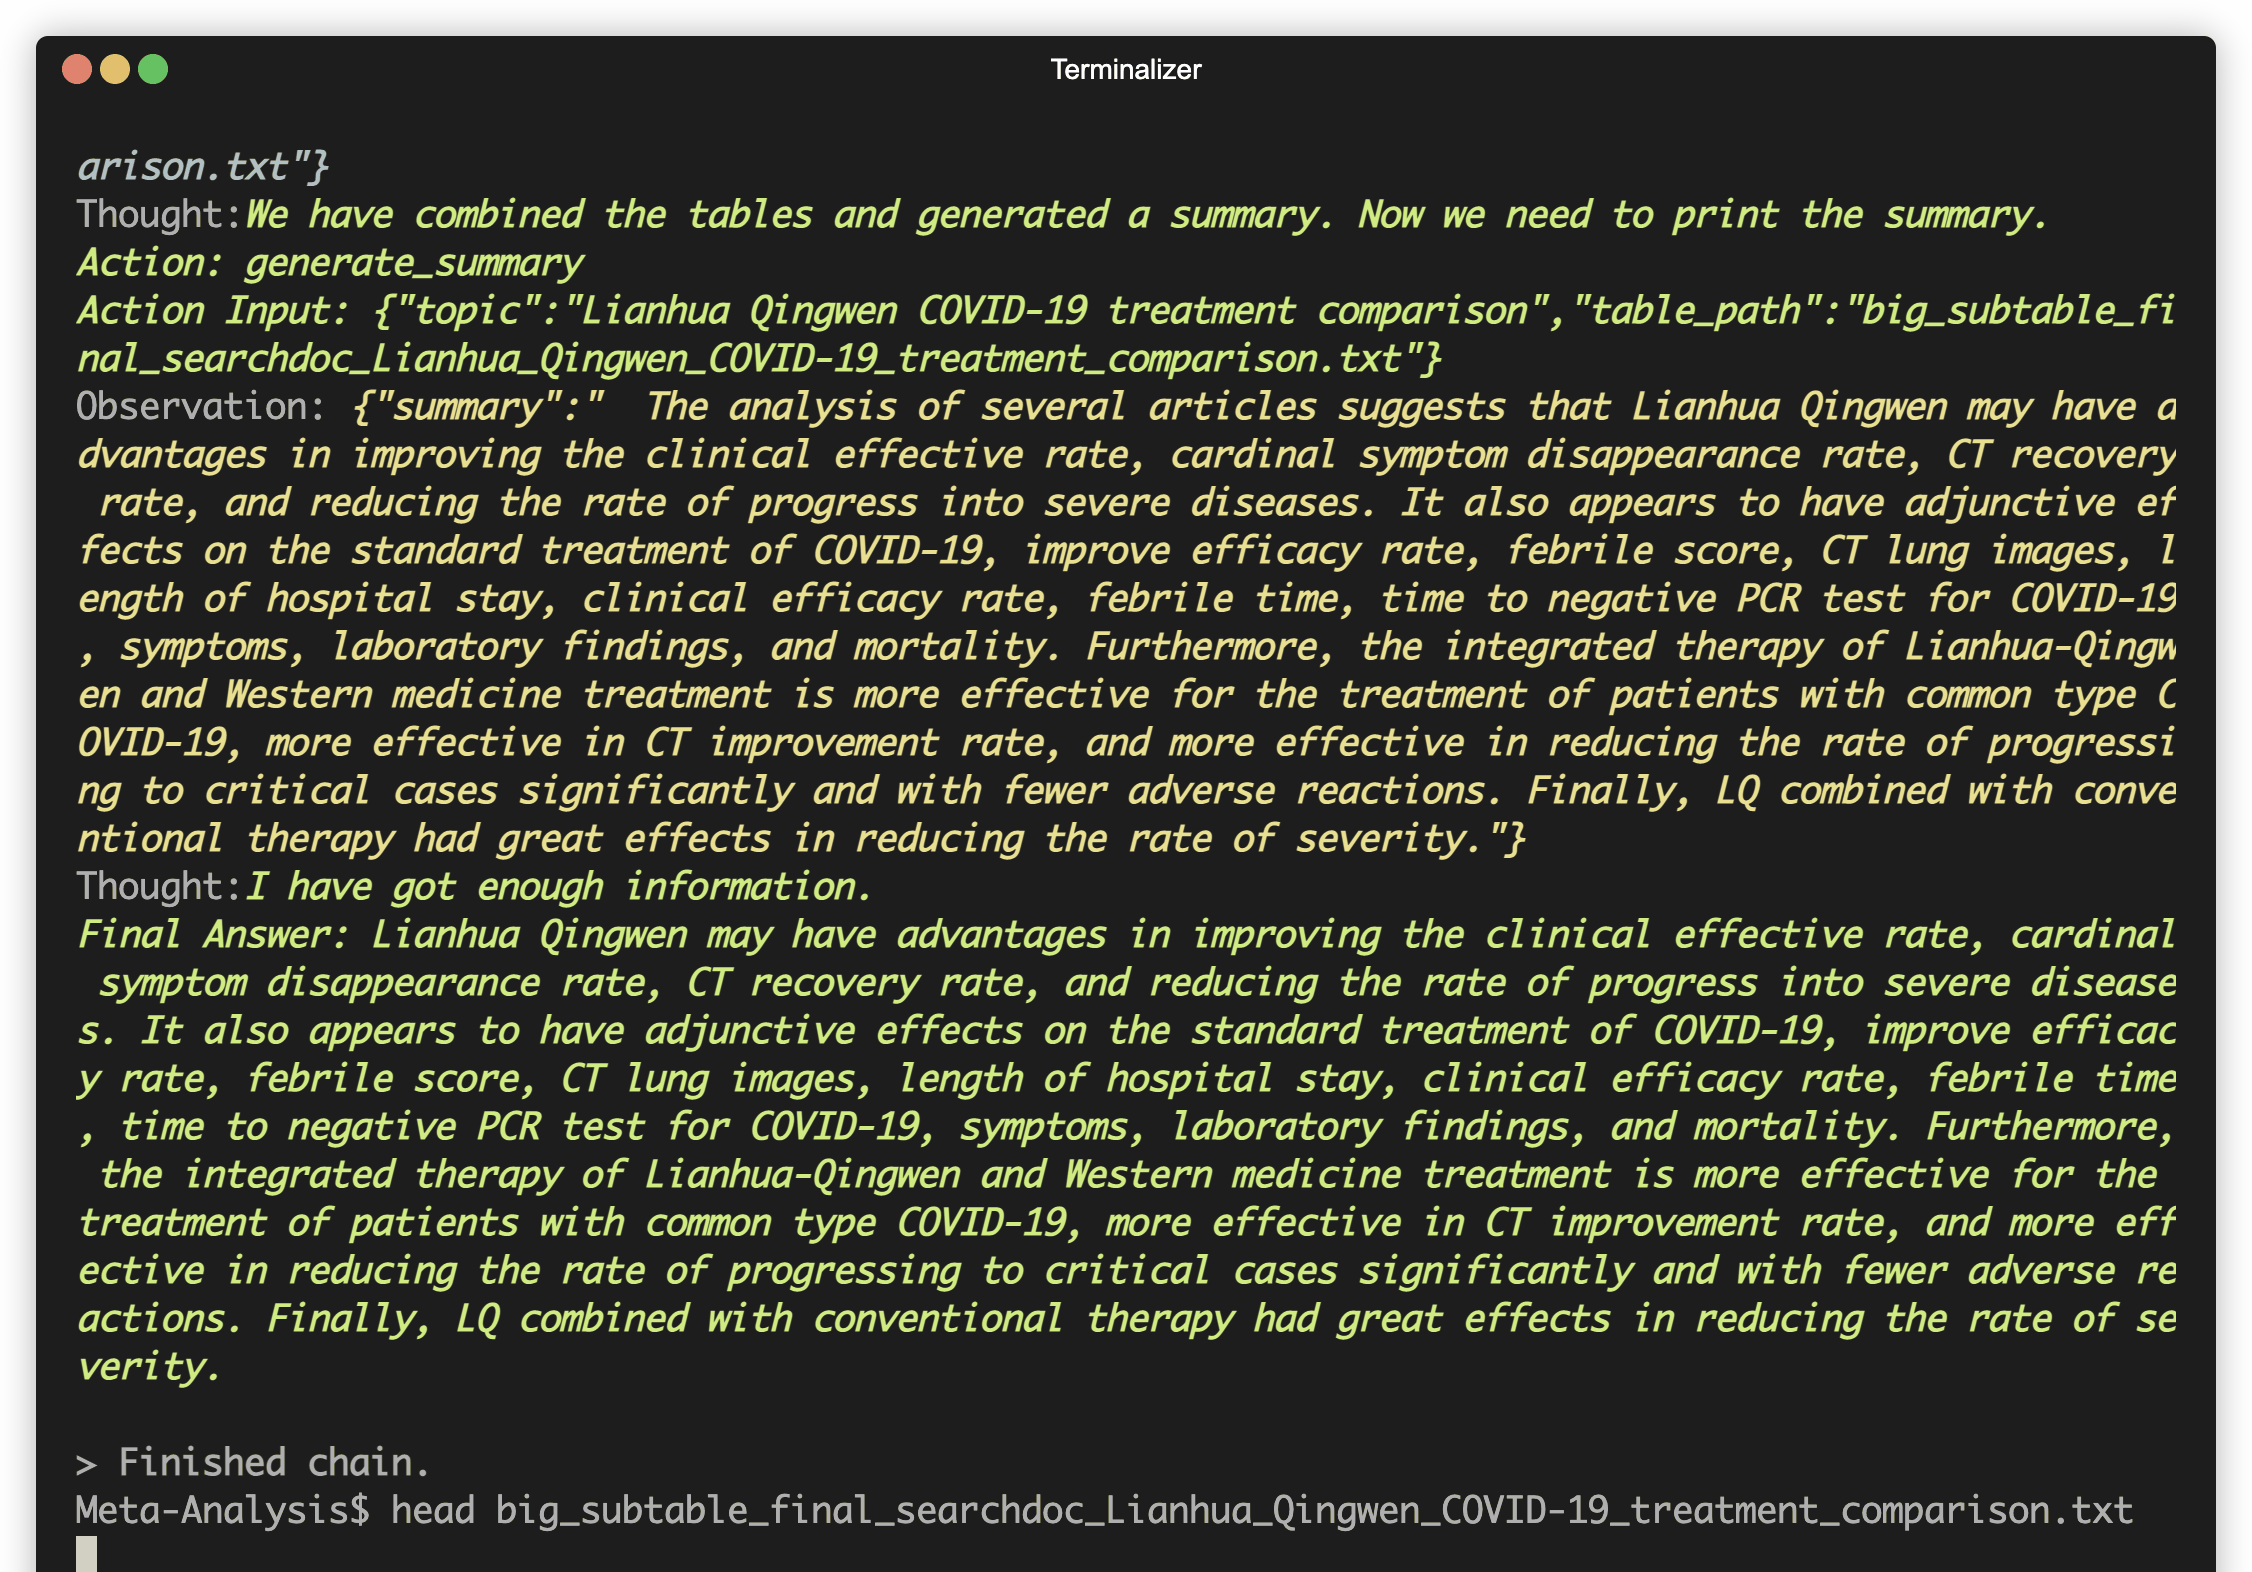 Terminalizer
arison.txt"}
Thought:We have combined the tables and generated a summary. Now we need to print the summary.
Action: generate_summary
Action Input: {"topic":"Lianhua Qingwen COVID-19 treatment comparison","table_path":"big_subtable_fi
nal_searchdoc_Lianhua_Qingwen_COVID-19_treatment_comparison.txt"}
Observation: {"summary":"  The analysis of several articles suggests that Lianhua Qingwen may have a
dvantages in improving the clinical effective rate, cardinal symptom disappearance rate, CT recovery
 rate, and reducing the rate of progress into severe diseases. It also appears to have adjunctive ef
fects on the standard treatment of COVID-19, improve efficacy rate, febrile score, CT lung images, l
ength of hospital stay, clinical efficacy rate, febrile time, time to negative PCR test for COVID-19
, symptoms, laboratory findings, and mortality. Furthermore, the integrated therapy of Lianhua-Qingw
en and Western medicine treatment is more effective for the treatment of patients with common type C
OVID-19, more effective in CT improvement rate, and more effective in reducing the rate of progressi
ng to critical cases significantly and with fewer adverse reactions. Finally, LQ combined with conve
ntional therapy had great effects in reducing the rate of severity."}
Thought:I have got enough information.
Final Answer: Lianhua Qingwen may have advantages in improving the clinical effective rate, cardinal
 symptom disappearance rate, CT recovery rate, and reducing the rate of progress into severe disease
s. It also appears to have adjunctive effects on the standard treatment of COVID-19, improve efficac
y rate, febrile score, CT lung images, length of hospital stay, clinical efficacy rate, febrile time
, time to negative PCR test for COVID-19, symptoms, laboratory findings, and mortality. Furthermore,
 the integrated therapy of Lianhua-Qingwen and Western medicine treatment is more effective for the
treatment of patients with common type COVID-19, more effective in CT improvement rate, and more eff
ective in reducing the rate of progressing to critical cases significantly and with fewer adverse re
actions. Finally, LQ combined with conventional therapy had great effects in reducing the rate of se
verity.
> Finished chain.
Meta-Analysis$ head big_subtable_final_searchdoc_Lianhua_Qingwen_COVID-19_treatment_comparison.txt